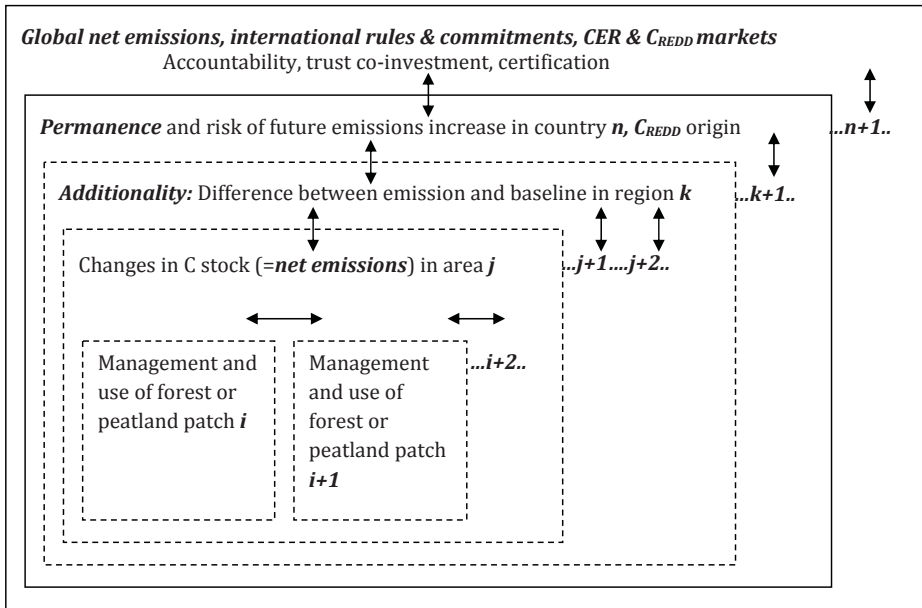 Global net emissions, international rules & commitments, CER & CREDD markets
Accountability, trust co-investment, certification
Permanence and risk of future emissions increase in country n, CREDD origin
...n+1..
Additionality: Difference between emission and baseline in region k
...k+1..
Changes in C stock (=net emissions) in area j
...j+1....j+2..
Management and
use of forest or
peatland patch i
Management
and use of
forest or
peatland patch
i+1
...i+2..